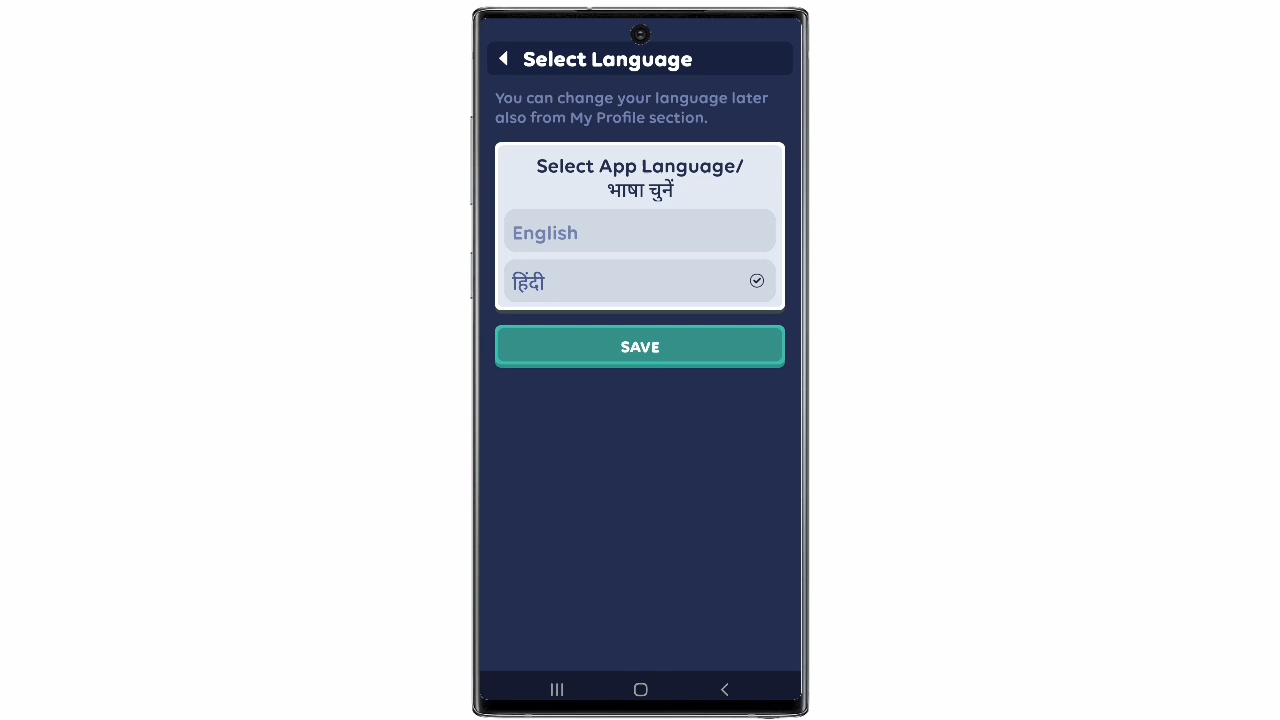 Select Language
You can change your language later
also from My Profile section.
Select App Language/
भाषा चुनें
English
हिंदी
SAVE